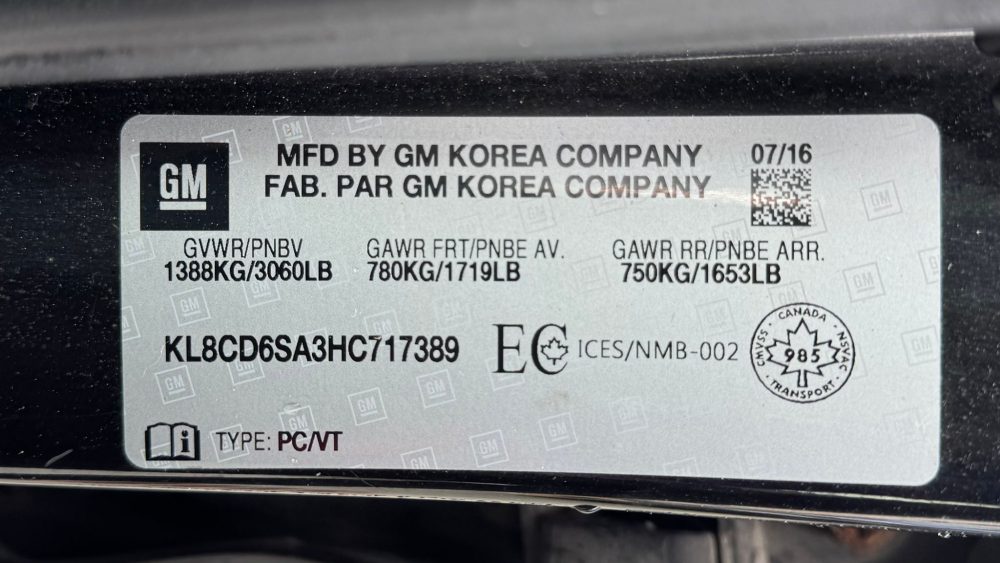 GM
MFD BY GM KOREA COMPANY
FAB. PAR GM KOREA COMPANY
07/16
GVWR/PNBV
1388KG/3060LB
GAWR FRT/PNBE AV.
780KG/1719LB
GAWR RR/PNBE ARR.
750KG/1653LB
KL8CD6SA3HC717389
EC ICES/NMB-002
CANADA
CMVSS · 985 · NSVAC
TRANSPORT
TYPE: PC/VT